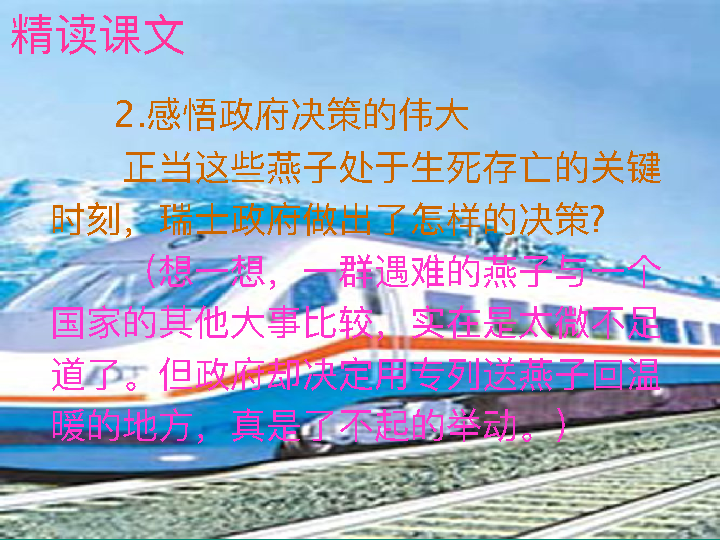 精读课文
2.感悟政府决策的伟大
正当这些燕子处于生死存亡的关键
时刻，瑞士政府做出了怎样的决策?
（想一想，一群遇难的燕子与一个
国家的其他大事比较，实在是太微不足
道了。但政府却决定用专列送燕子回温
暖的地方，真是了不起的举动。）